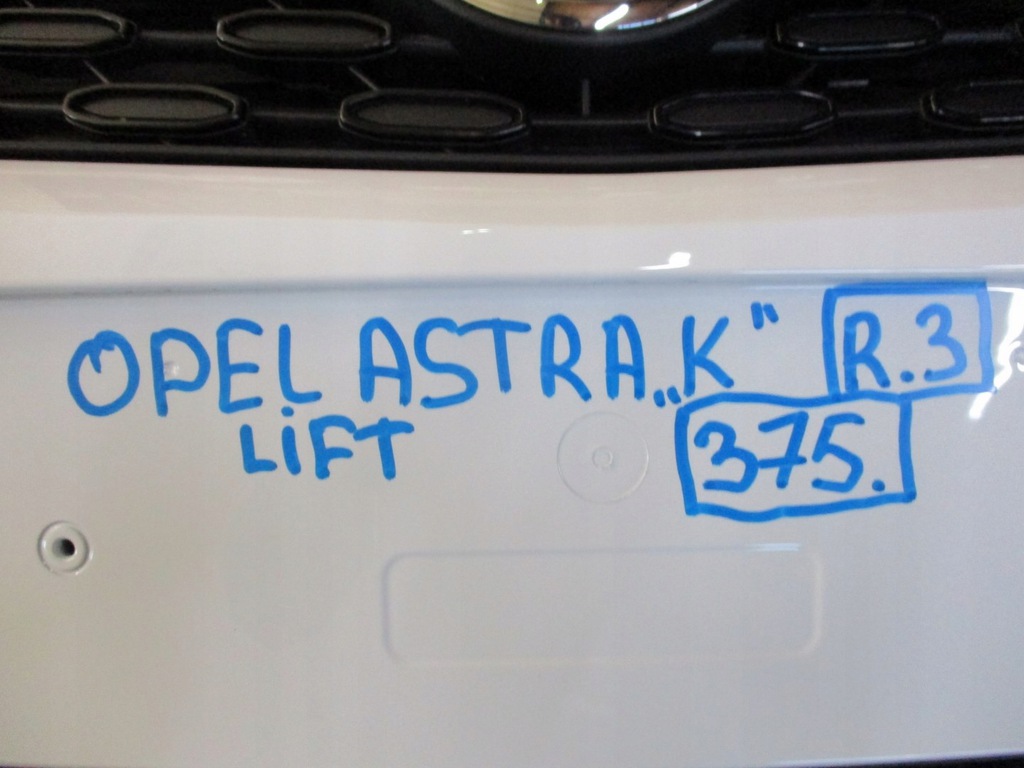 OPEL ASTRA „K" R.3
LiFT 375.